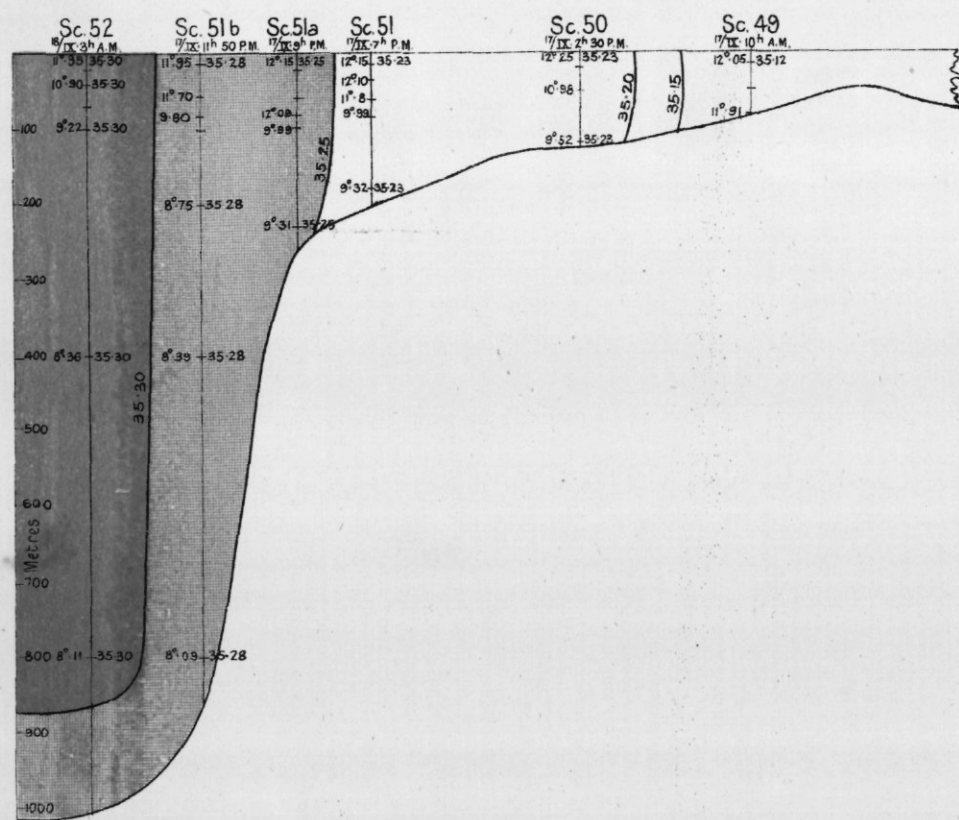 Sc. 52 Sc. 51b Sc. 51a Sc. 51 Sc. 50 Sc. 49
18/IX·3h A.M. 17/IX·11h 50 P.M. 17/IX·9h P.M. 17/IX·7h P.M. 17/IX·2h 30 P.M. 17/IX·10h A.M.
35·30 11°·95 35·28 12°·15 35·25 12°·15 35·23 12°·25 35·23 12°·05 35·12
10°·90 35·30 12°·10 10°·98
11°·70 11°·8 35·20 35·15
9·80 12°·09 9°·99 11°·91
100 9°·22 35·30 9°·99 9°·52 35·23
35·25
9°·32 35·23
200 8°·75 35·28
9°·31 35·25
300
400 8°·36 35·30 8°·39 35·28
35·30
500
600
Metres
700
800 8°·11 35·30 8°·09 35·28
900
1000